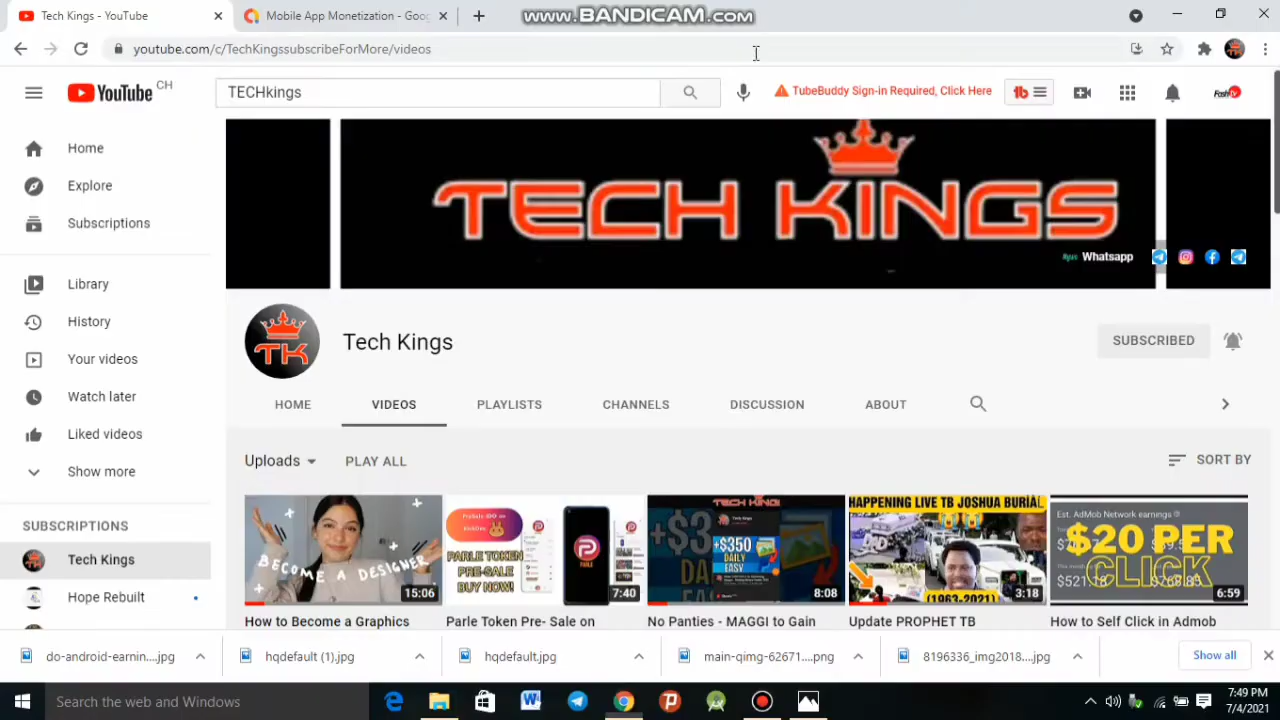 Tech Kings - YouTube
Mobile App Monetization - Goo
www.BANDICAM.com
youtube.com/c/TechKingssubscribeForMore/videos
YouTube CH
TECHkings
TubeBuddy Sign-in Required, Click Here
tb
Home
Explore
Subscriptions
Library
History
Your videos
Watch later
Liked videos
Show more
SUBSCRIPTIONS
Tech Kings
Hope Rebuilt
TECH KINGS
Whatsapp
TK
Tech Kings
SUBSCRIBED
HOME VIDEOS PLAYLISTS CHANNELS DISCUSSION ABOUT
Uploads PLAY ALL SORT BY
BECOME A DESIGNER
15:06
How to Become a Graphics
PARLE TOKEN
PRE-SALE
BUY NOW!
7:40
Parle Token Pre- Sale on
TECH KINGS
+$350
DAILY
EASY
8:08
No Panties - MAGGI to Gain
HAPPENING LIVE TB JOSHUA BURIAL
(1963-2021)
3:18
Update PROPHET TB
Est. AdMob Network earnings
$20 PER
CLICK
6:59
How to Self Click in Admob
do-android-earnin....jpg
hqdefault (1).jpg
hqdefault.jpg
main-qimg-62671....png
8196336_img2018....jpg
Show all
Search the web and Windows
7:49 PM
7/4/2021